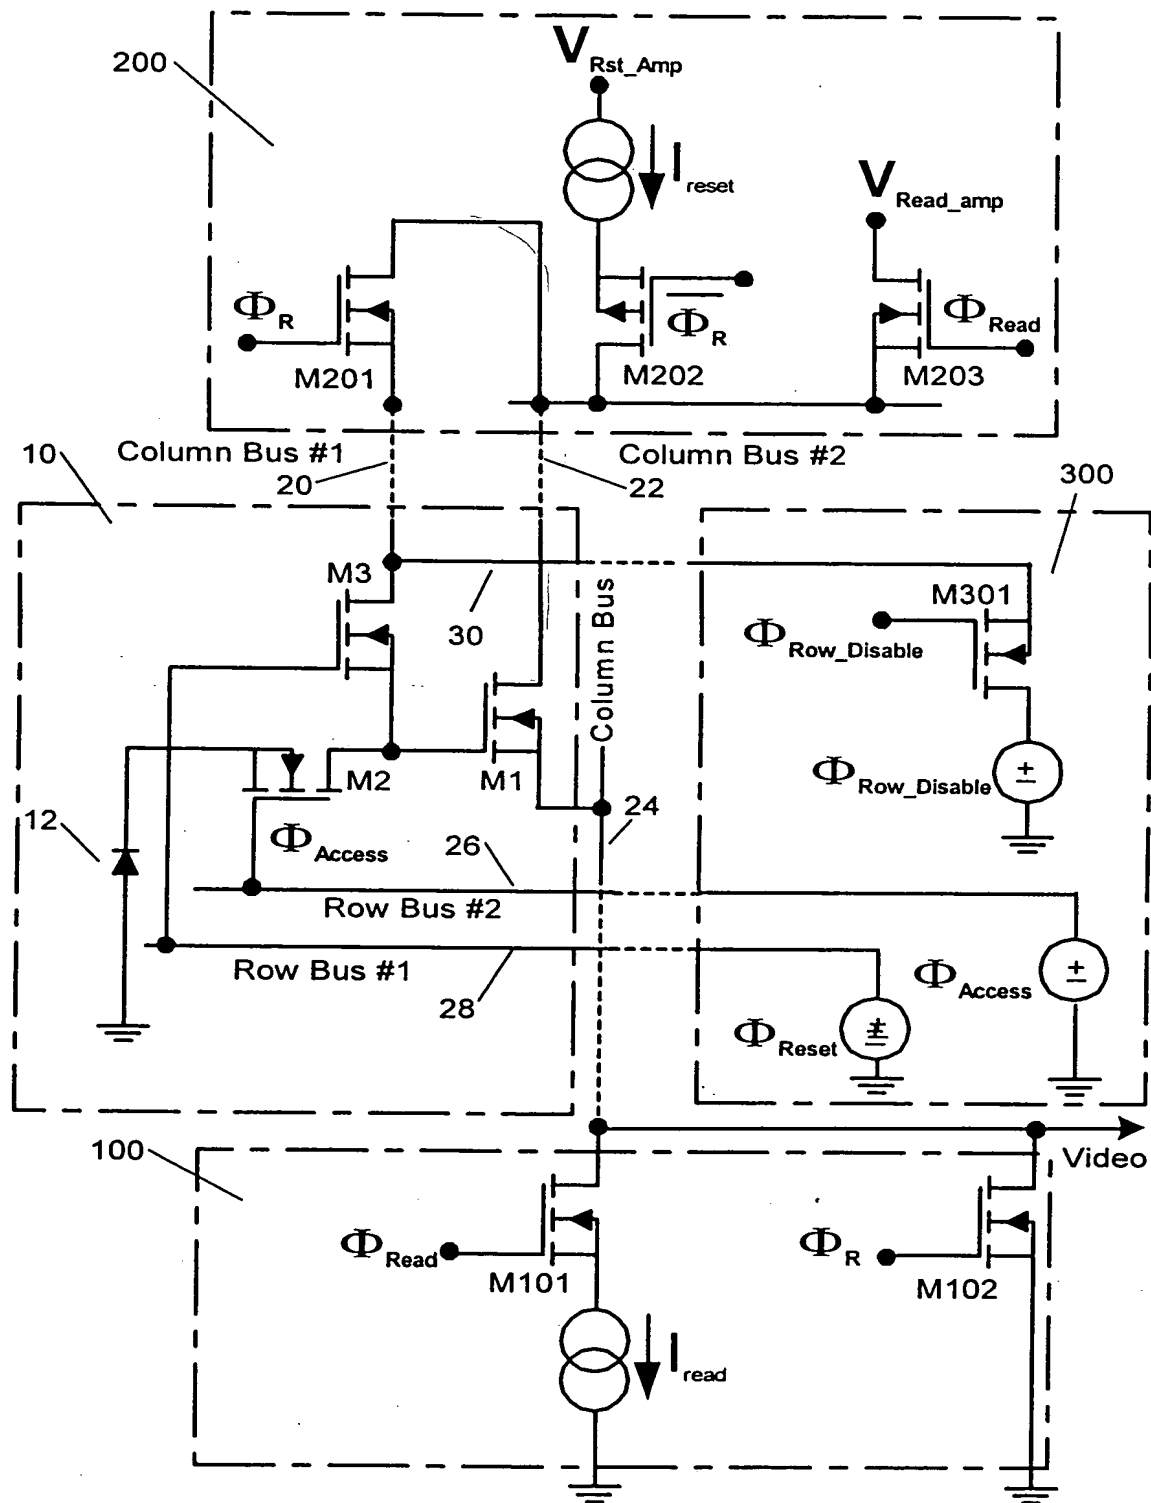 200
V Rst_Amp
I reset
V Read_amp
Φ R
M201
Φ R
M202
Φ Read
M203
10
Column Bus #1
20
22
Column Bus #2
300
M3
30
Column Bus
M301
Φ Row_Disable
M2
M1
Φ Row_Disable
±
12
Φ Access
26
24
Row Bus #2
Row Bus #1
28
Φ Access
±
Φ Reset
±
100
Video
Φ Read
M101
Φ R
M102
I read